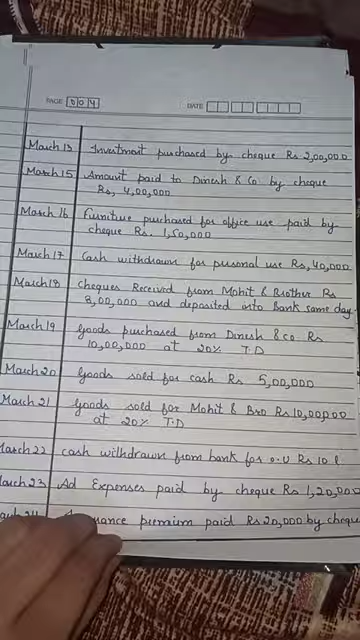 PAGE 004 DATE
March 13 Investment purchased by cheque Rs 2,00,000
March 15 Amount paid to Dinesh & Co by cheque
Rs, 4,00,000
March 16 Furniture purchased for office use paid by
cheque Rs. 1,50,000
March 17 Cash withdrawn for pusonal use Rs, 40,000
March 18 Cheques Received from Mohit & Brother Rs
8,00,000 and deposited into Bank same day
March 19 Goods purchased from Dinesh & co Rs
10,00,000 at 20% T.D
March 20 Goods sold for cash Rs 5,00,000
March 21 Goods sold for Mohit & Bro Rs 10,00,000
at 20% T.D
March 22 cash withdrawn from bank for o.U Rs 10 l
March 23 Ad Expenses paid by cheque Rs 1,20,000
premium paid Rs 20,000 by cheque